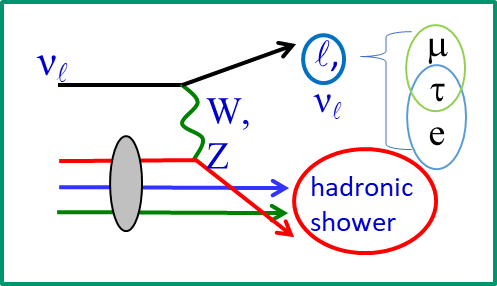 νℓ
ℓ,
νℓ
μ
τ
e
W,
Z
hadronic
shower